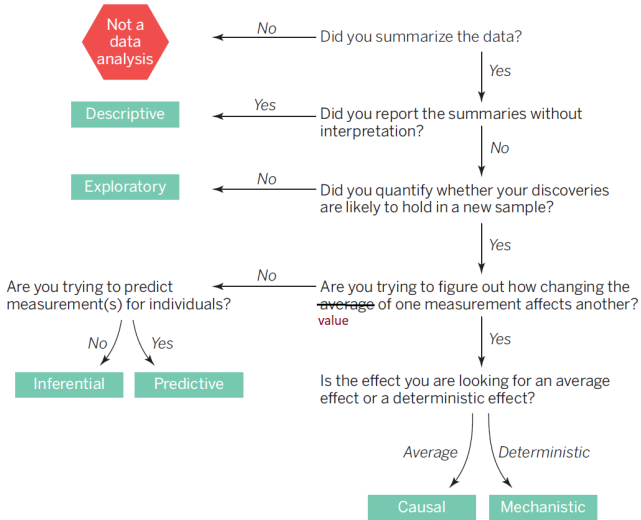 Not a
data
analysis
No
Did you summarize the data?
Yes
Descriptive
Yes
Did you report the summaries without
interpretation?
No
Exploratory
No
Did you quantify whether your discoveries
are likely to hold in a new sample?
Yes
Are you trying to predict
measurement(s) for individuals?
No
Are you trying to figure out how changing the
average of one measurement affects another?
value
No
Yes
Yes
Inferential
Predictive
Is the effect you are looking for an average
effect or a deterministic effect?
Average
Deterministic
Causal
Mechanistic